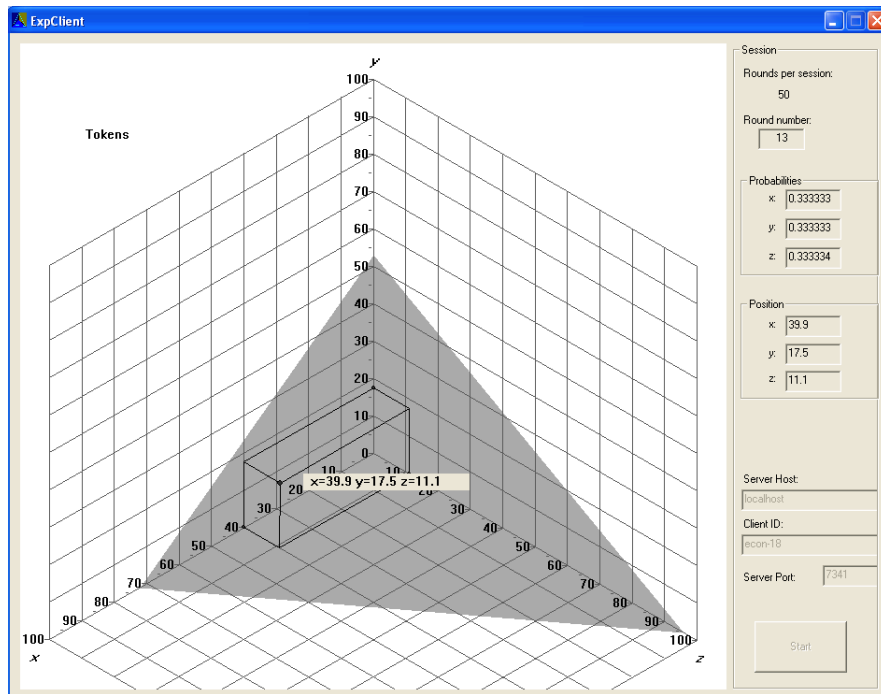 ExpClient
Tokens
y
100
90
80
70
60
50
40
30
20
10
0
10
20
30
40
50
60
70
80
90
100
x
10
20
30
40
50
60
70
80
90
100
z
x=39.9 y=17.5 z=11.1
Session
Rounds per session:
50
Round number:
13
Probabilities
x: 0.333333
y: 0.333333
z: 0.333334
Position
x: 39.9
y: 17.5
z: 11.1
Server Host:
localhost
Client ID:
econ-18
Server Port: 7341
Start